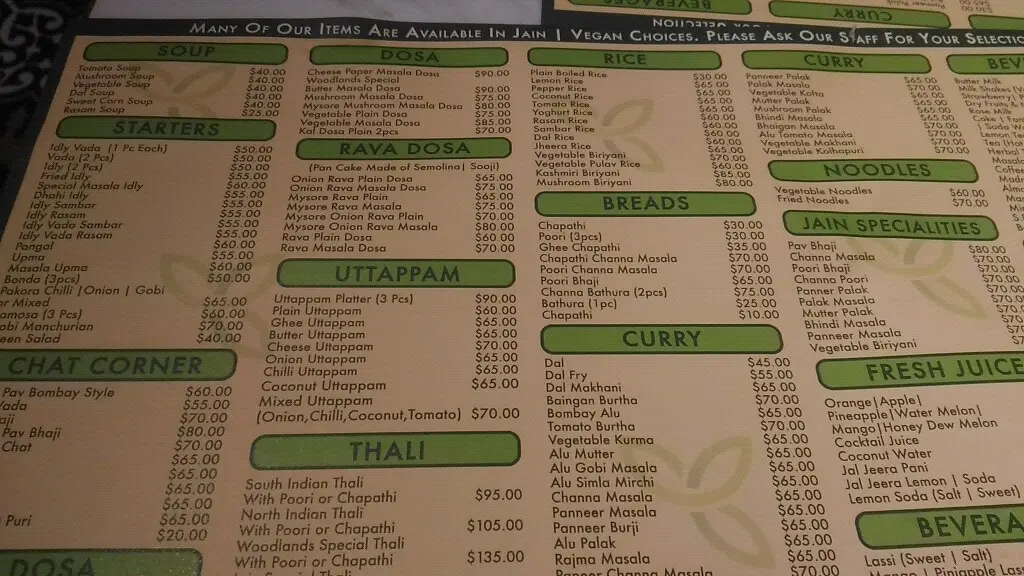 MANY OF OUR ITEMS ARE AVAILABLE IN JAIN | VEGAN CHOICES. PLEASE ASK OUR STAFF FOR YOUR SELECTIO
SOUP
Tomato Soup $40.00
Mushroom Soup $40.00
Vegetable Soup $40.00
Dal Soup $40.00
Sweet Corn Soup $40.00
Rasam Soup $25.00
STARTERS
Idly Vada (1 Pc Each) $50.00
Vada (2 Pcs) $50.00
Idly (2 Pcs) $50.00
Fried Idly $55.00
Special Masala Idly $60.00
Dhahi Idly $55.00
Idly Sambar $55.00
Idly Rasam $55.00
Idly Vada Sambar $55.00
Idly Vada Rasam $55.00
Pongal $60.00
Upma $55.00
Masala Upma $60.00
Bonda (3pcs) $50.00
Pakora Chilli |Onion | Gobi
or Mixed $65.00
amosa (3 Pcs) $60.00
obi Manchurian $70.00
een Salad $40.00
CHAT CORNER
Pav Bombay Style $60.00
Vada $55.00
aji $70.00
Pav Bhaji $80.00
Chat $70.00
$65.00
$65.00
$65.00
$65.00
Puri $65.00
$20.00
DOSA
DOSA
Cheese Paper Masala Dosa $90.00
Woodlands Special
Butter Masala Dosa $90.00
Mushroom Masala Dosa $75.00
Mysore Mushroom Masala Dosa $80.00
Vegetable Plain Dosa $75.00
Vegetable Masala Dosa $85.00
Kal Dosa Plain 2pcs $70.00
RAVA DOSA
(Pan Cake Made of Semolina| Sooji)
Onion Rava Plain Dosa $65.00
Onion Rava Masala Dosa $75.00
Mysore Rava Plain $65.00
Mysore Rava Masala $75.00
Mysore Onion Rava Plain $70.00
Mysore Onion Rava Masala $80.00
Rava Plain Dosa $60.00
Rava Masala Dosa $70.00
UTTAPPAM
Uttappam Platter (3 Pcs) $90.00
Plain Uttappam $60.00
Ghee Uttappam $65.00
Butter Uttappam $65.00
Cheese Uttappam $70.00
Onion Uttappam $65.00
Chilli Uttappam $65.00
Coconut Uttappam $65.00
Mixed Uttappam
(Onion,Chilli,Coconut,Tomato) $70.00
THALI
South Indian Thali
With Poori or Chapathi $95.00
North Indian Thali
With Poori or Chapathi $105.00
Woodlands Special Thali
With Poori or Chapathi $135.00
Jain Special Thali
RICE
Plain Boiled Rice $30.00
Lemon Rice $65.00
Pepper Rice $65.00
Coconut Rice $65.00
Tomato Rice $65.00
Yoghurt Rice $60.00
Rasam Rice $60.00
Sambar Rice $60.00
Dal Rice $60.00
Jheera Rice $65.00
Vegetable Biriyani $70.00
Vegetable Pulav Rice $60.00
Kashmiri Biriyani $85.00
Mushroom Biriyani $80.00
BREADS
Chapathi $30.00
Poori (3pcs) $30.00
Ghee Chapathi $35.00
Chapathi Channa Masala $70.00
Poori Channa Masala $70.00
Poori Bhaji $65.00
Channa Bathura (2pcs) $75.00
Bathura (1pc) $25.00
Chapathi $10.00
CURRY
Dal $45.00
Dal Fry $55.00
Dal Makhani $65.00
Baingan Burtha $70.00
Bombay Alu $65.00
Tomato Burtha $70.00
Vegetable Kurma $65.00
Alu Mutter $65.00
Alu Gobi Masala $65.00
Alu Simla Mirchi $65.00
Channa Masala $65.00
Panneer Masala $65.00
Panneer Burji $65.00
Alu Palak $65.00
Rajma Masala $65.00
Paneer Channa Masala $70.00
CURRY
Panneer Palak $65.00
Palak Masala $70.00
Vegetable Kofta $70.00
Mutter Palak $65.00
Mushroom Palak $65.00
Bhindi Masala $65.00
Bhaigan Masala $70.00
Alu Tomato Masala $70.00
Vegetable Makhani $70.00
Vegetable Kolhapuri $70.00
NOODLES
Vegetable Noodles $60.00
Fried Noodles $70.00
JAIN SPECIALITIES
Pav Bhaji $80.00
Channa Masala $70.00
Poori Bhaji
Channa Poori
Panner Palak
Palak Masala
Mutter Palak
Bhindi Masala
Panneer Masala
Vegetable Biriyani
FRESH JUICE
Orange|Apple|
Pineapple|Water Melon|
Mango|Honey Dew Melon
Cocktail Juice
Coconut Water
Jal Jeera Pani
Jal Jeera Lemon | Soda
Lemon Soda (Salt | Sweet)
BEVERA
Lassi (Sweet | Salt)
BEV
Butter Milk
CURRY
BEVERAGES